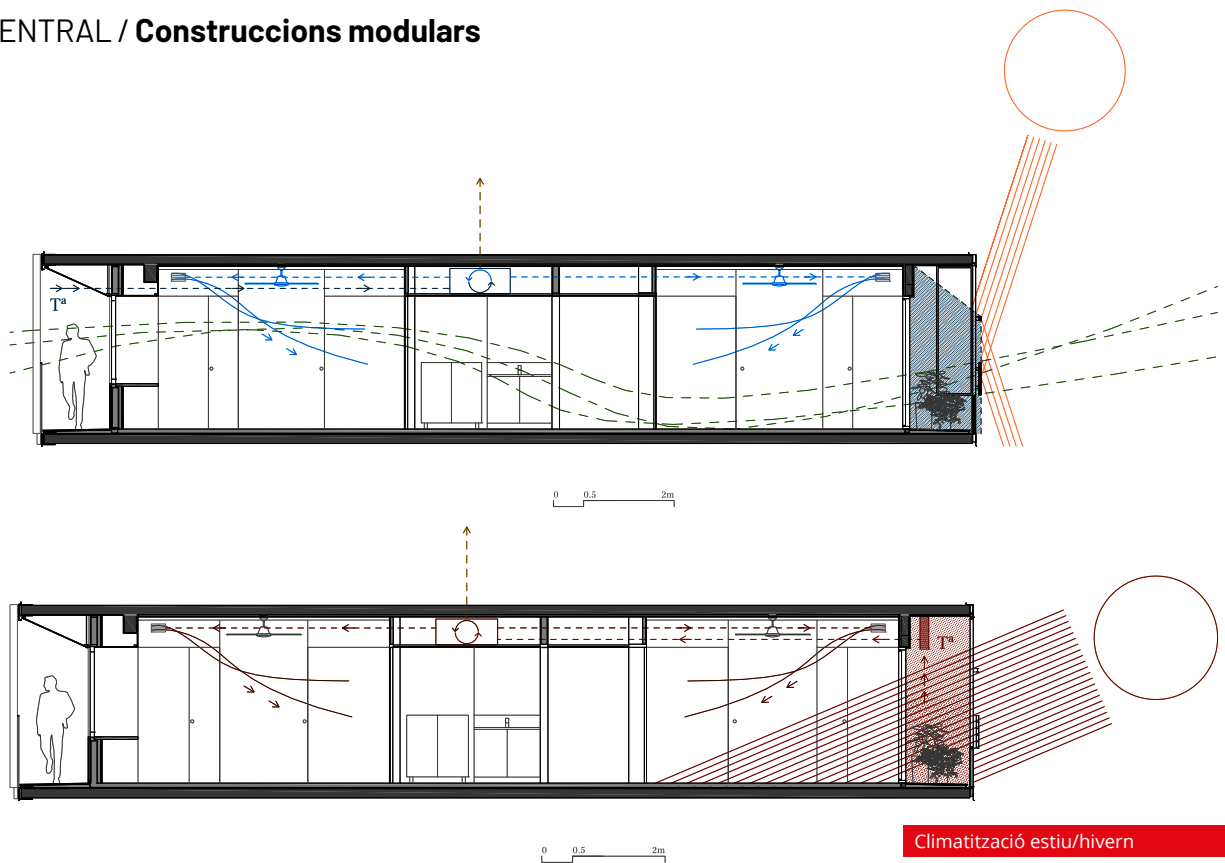 ENTRAL / Construccions modulars
Tª
0 0.5 2m
Tª
0 0.5 2m
Climatització estiu/hivern